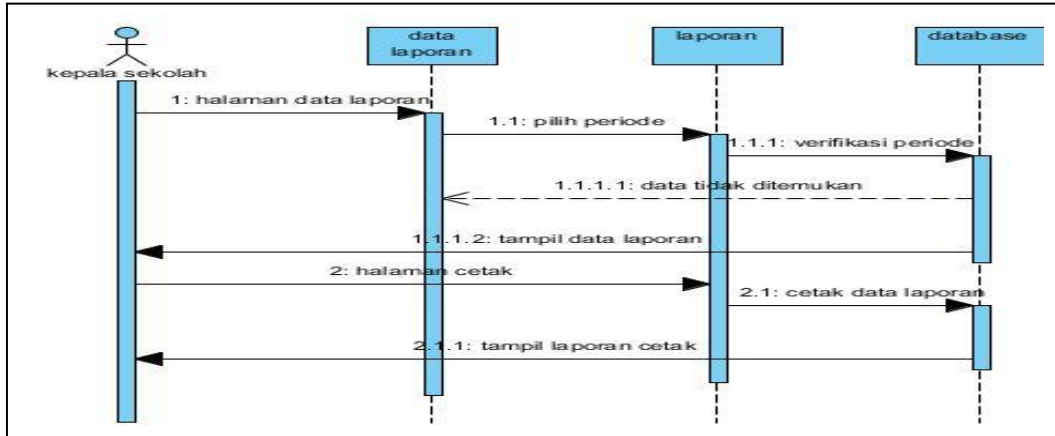 data
laporan
laporan
database
kepala sekolah
1: halaman data laporan
1.1: pilih periode
1.1.1: verifikasi periode
1.1.1.1: data tidak ditemukan
1.1.1.2: tampil data laporan
2: halaman cetak
2.1: cetak data laporan
2.1.1: tampil laporan cetak